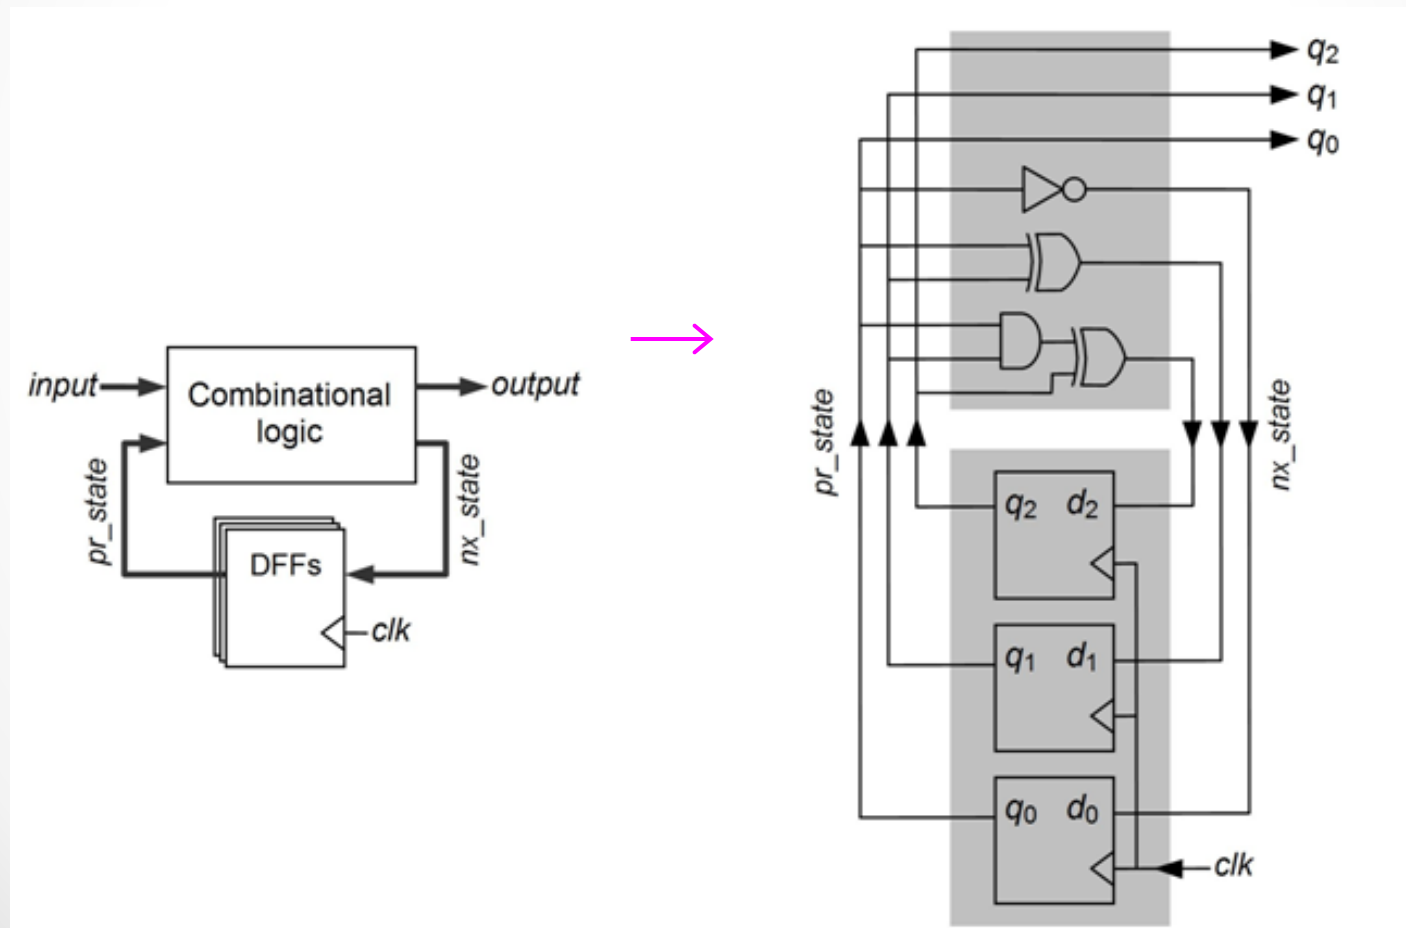 input
Combinational
logic
output
pr_state
nx_state
DFFs
clk
q2
q1
q0
pr_state
nx_state
q2 d2
q1 d1
q0 d0
clk